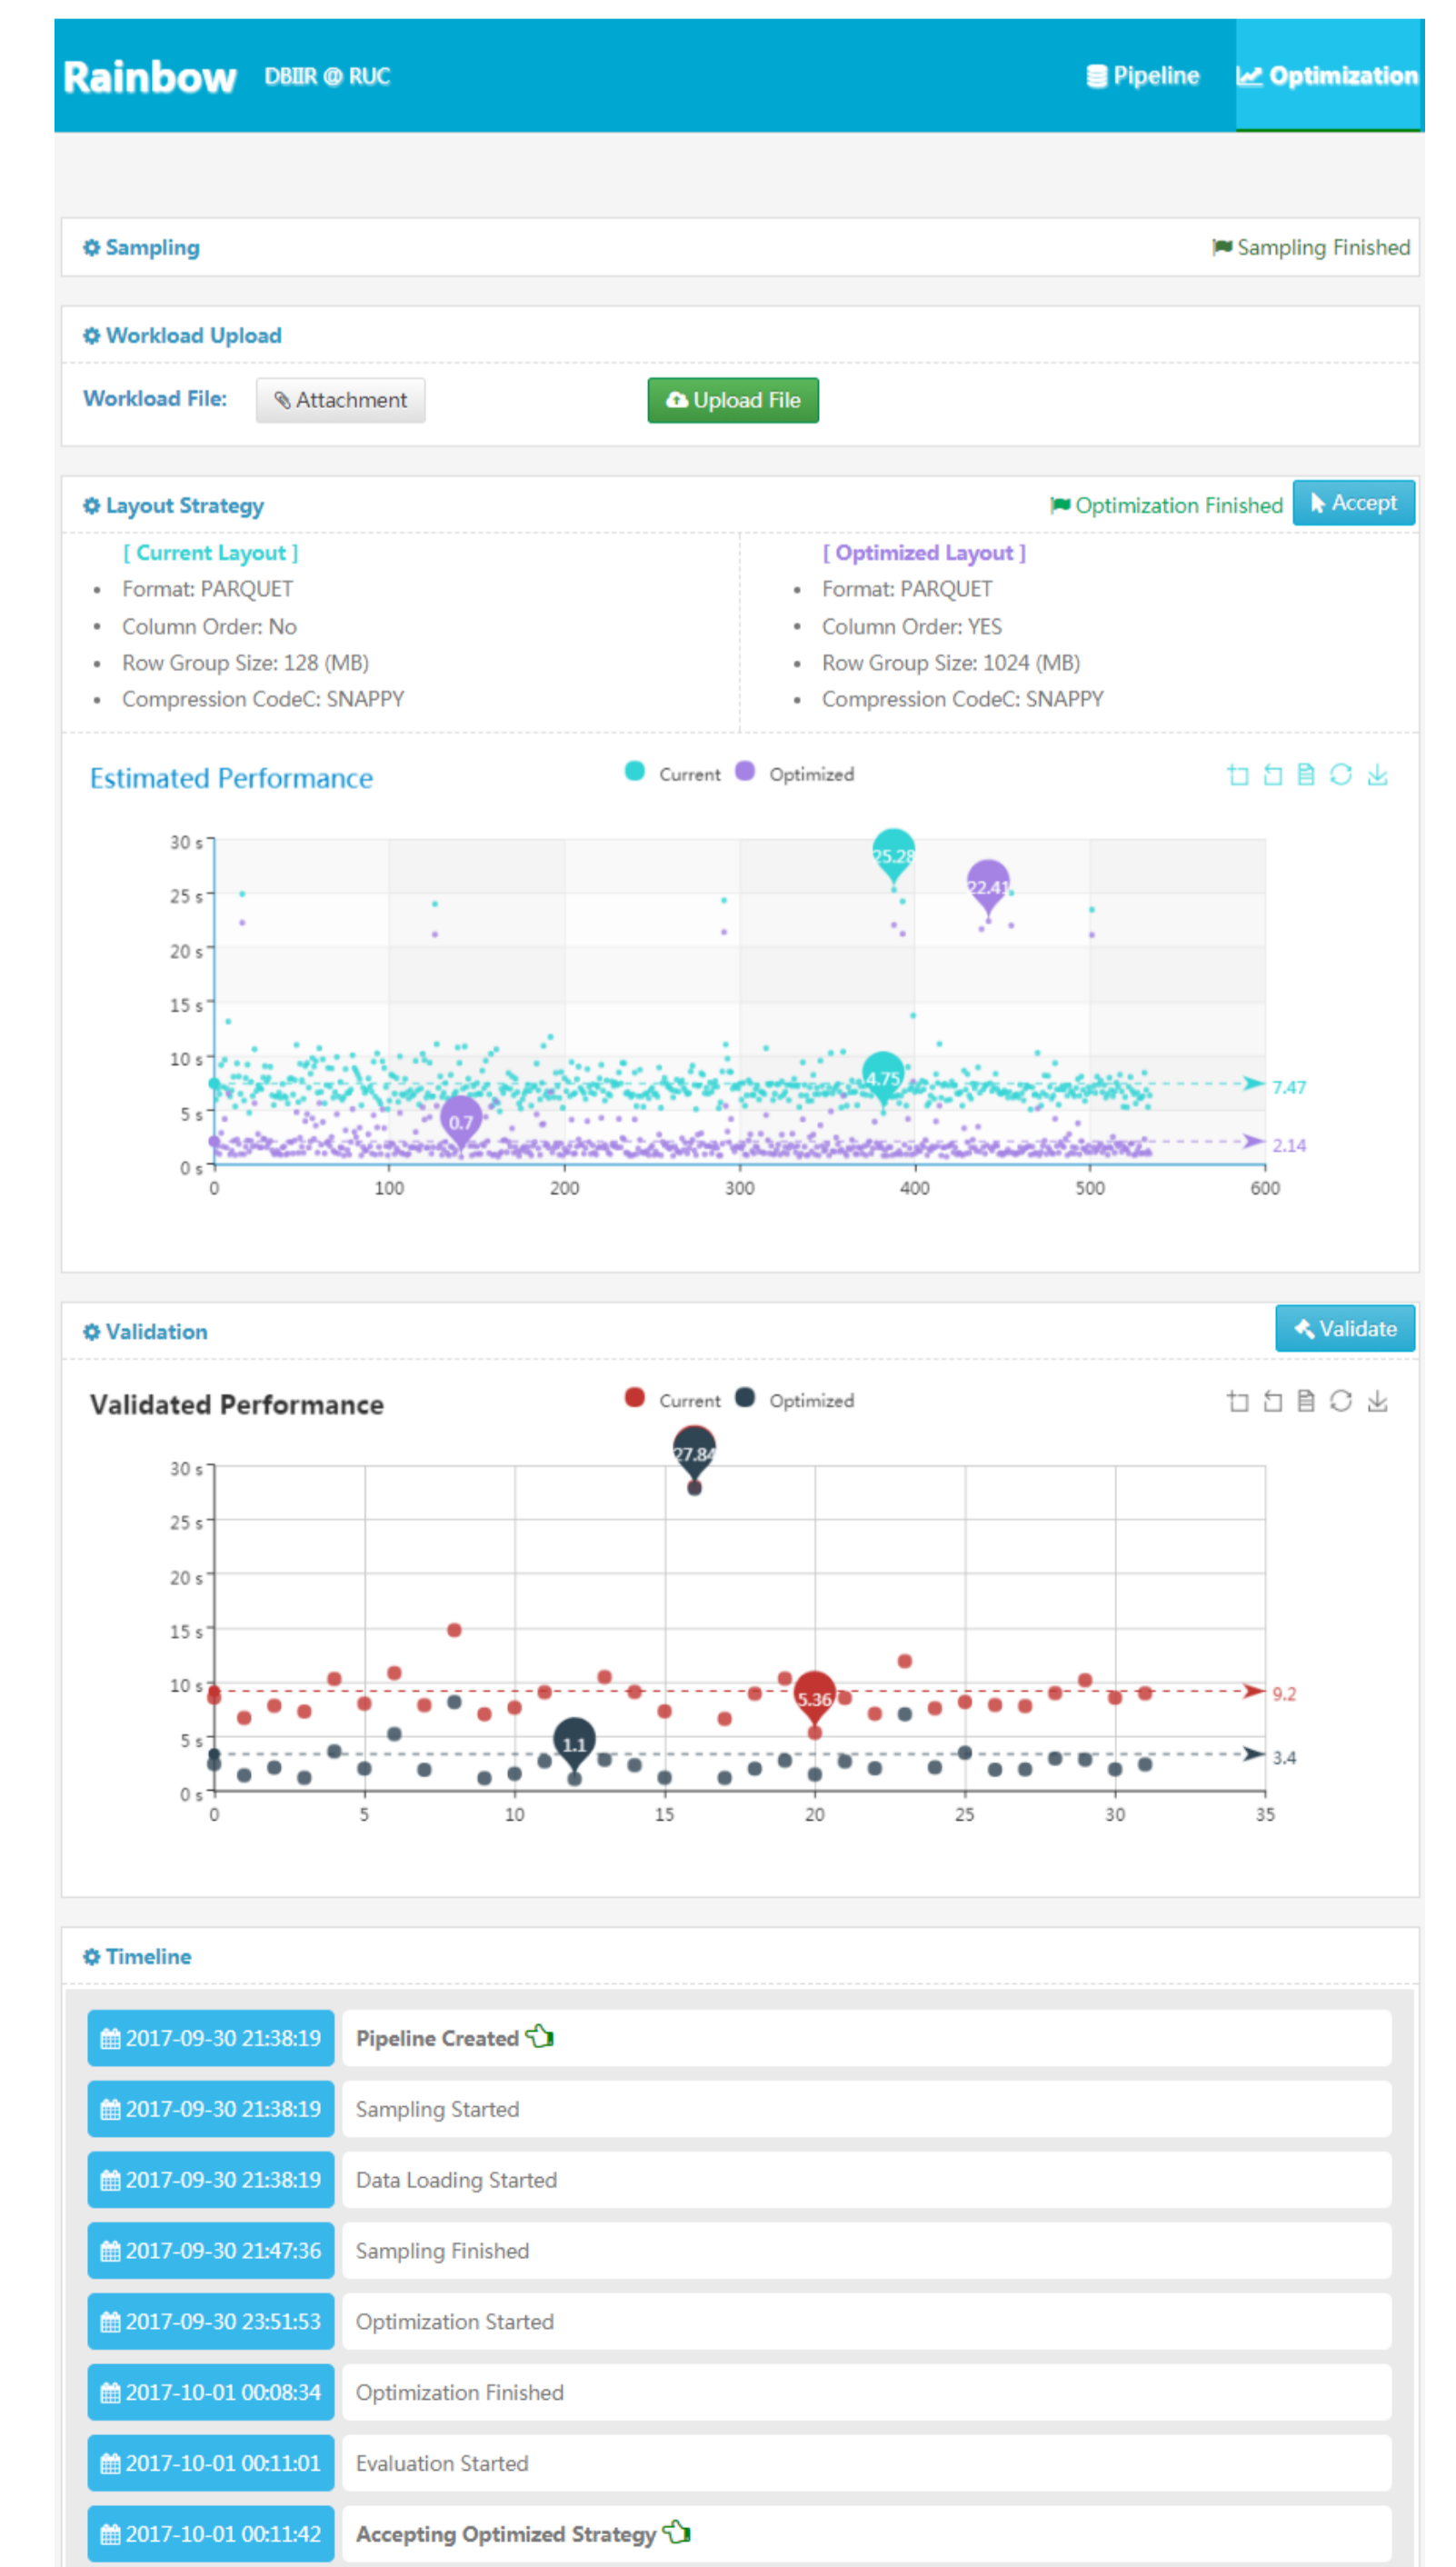 Rainbow DBIIR @ RUC Pipeline Optimization
Sampling Sampling Finished
Workload Upload
Workload File: Attachment Upload File
Layout Strategy Optimization Finished Accept
[ Current Layout ]
Format: PARQUET
Column Order: No
Row Group Size: 128 (MB)
Compression CodeC: SNAPPY
[ Optimized Layout ]
Format: PARQUET
Column Order: YES
Row Group Size: 1024 (MB)
Compression CodeC: SNAPPY
Estimated Performance Current Optimized
30 s
25 s
20 s
15 s
10 s
5 s
0 s
25.28
22.41
4.75
0.7
7.47
2.14
0 100 200 300 400 500 600
Validation Validate
Validated Performance Current Optimized
30 s
25 s
20 s
15 s
10 s
5 s
0 s
27.84
5.36
1.1
9.2
3.4
0 5 10 15 20 25 30 35
Timeline
2017-09-30 21:38:19 Pipeline Created
2017-09-30 21:38:19 Sampling Started
2017-09-30 21:38:19 Data Loading Started
2017-09-30 21:47:36 Sampling Finished
2017-09-30 23:51:53 Optimization Started
2017-10-01 00:08:34 Optimization Finished
2017-10-01 00:11:01 Evaluation Started
2017-10-01 00:11:42 Accepting Optimized Strategy